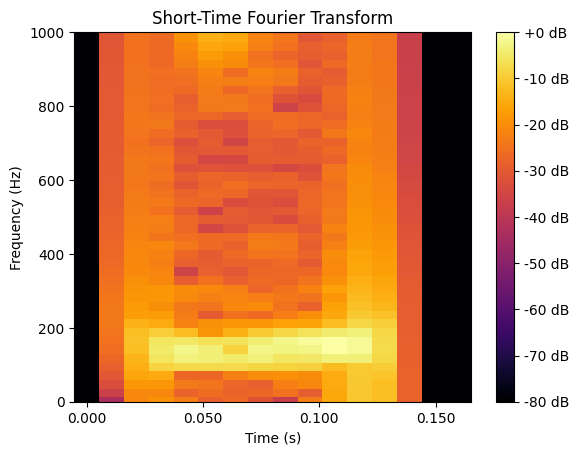 Short-Time Fourier Transform
1000
800
600
400
200
0
Frequency (Hz)
0.000
0.050
0.100
0.150
Time (s)
+0 dB
-10 dB
-20 dB
-30 dB
-40 dB
-50 dB
-60 dB
-70 dB
-80 dB